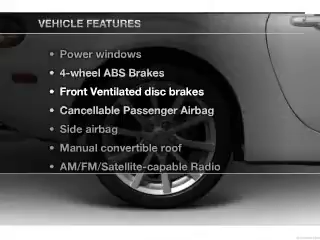 VEHICLE FEATURES
• Power windows
• 4-wheel ABS Brakes
• Front Ventilated disc brakes
• Cancellable Passenger Airbag
• Side airbag
• Manual convertible roof
• AM/FM/Satellite-capable Radio